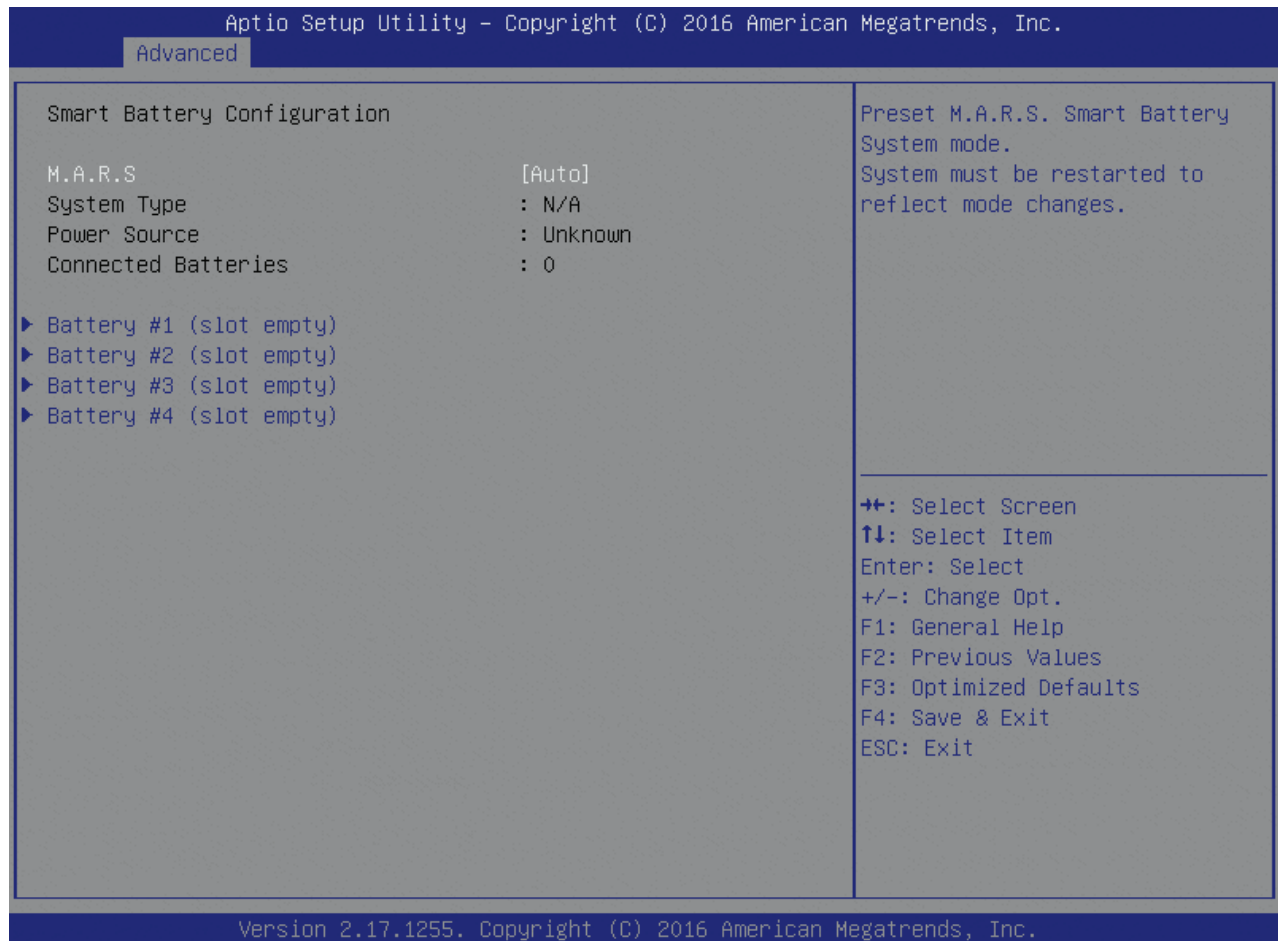 Aptio Setup Utility – Copyright (C) 2016 American Megatrends, Inc.
Advanced
Smart Battery Configuration
M.A.R.S [Auto]
System Type : N/A
Power Source : Unknown
Connected Batteries : 0
▶ Battery #1 (slot empty)
▶ Battery #2 (slot empty)
▶ Battery #3 (slot empty)
▶ Battery #4 (slot empty)
Preset M.A.R.S. Smart Battery
System mode.
System must be restarted to
reflect mode changes.
→←: Select Screen
↑↓: Select Item
Enter: Select
+/-: Change Opt.
F1: General Help
F2: Previous Values
F3: Optimized Defaults
F4: Save & Exit
ESC: Exit
Version 2.17.1255. Copyright (C) 2016 American Megatrends, Inc.